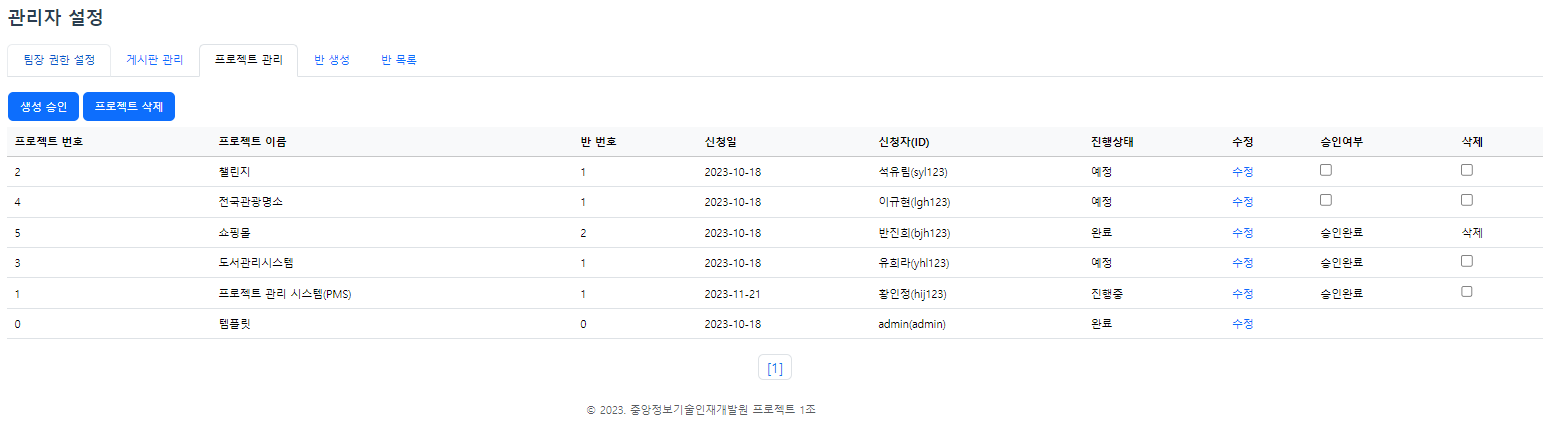 관리자 설정
팀장 권한 설정 게시판 관리 프로젝트 관리 반 생성 반 목록
생성 승인 프로젝트 삭제
프로젝트 번호 프로젝트 이름 반 번호 신청일 신청자(ID) 진행상태 수정 승인여부 삭제
2 챌린지 1 2023-10-18 석유림(syl123) 예정 수정
4 전국관광명소 1 2023-10-18 이규현(lgh123) 예정 수정
5 쇼핑몰 2 2023-10-18 반진희(bjh123) 완료 수정 승인완료 삭제
3 도서관리시스템 1 2023-10-18 유희라(yhl123) 예정 수정 승인완료
1 프로젝트 관리 시스템(PMS) 1 2023-11-21 황인정(hij123) 진행중 수정 승인완료
0 템플릿 0 2023-10-18 admin(admin) 완료 수정
[1]
© 2023. 중앙정보기술인재개발원 프로젝트 1조